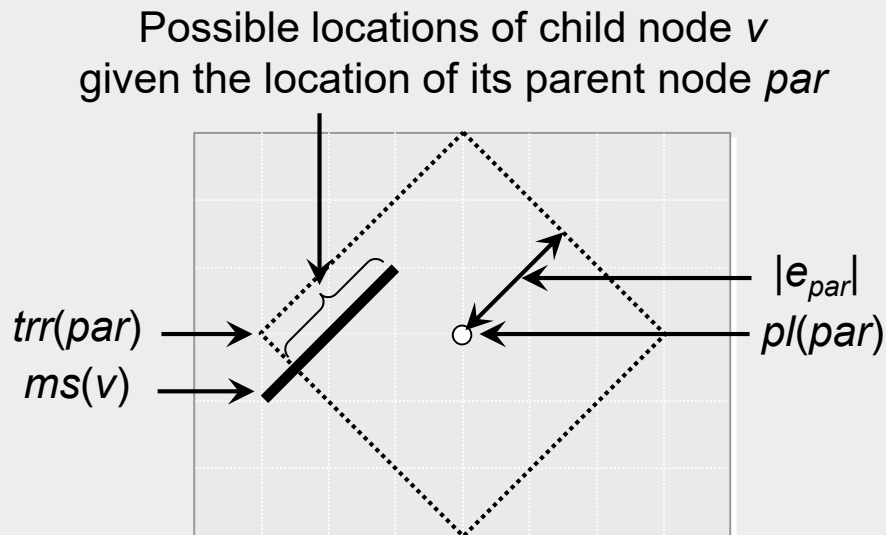 Possible locations of child node v
given the location of its parent node par
|e_par|
trr(par)
pl(par)
ms(v)